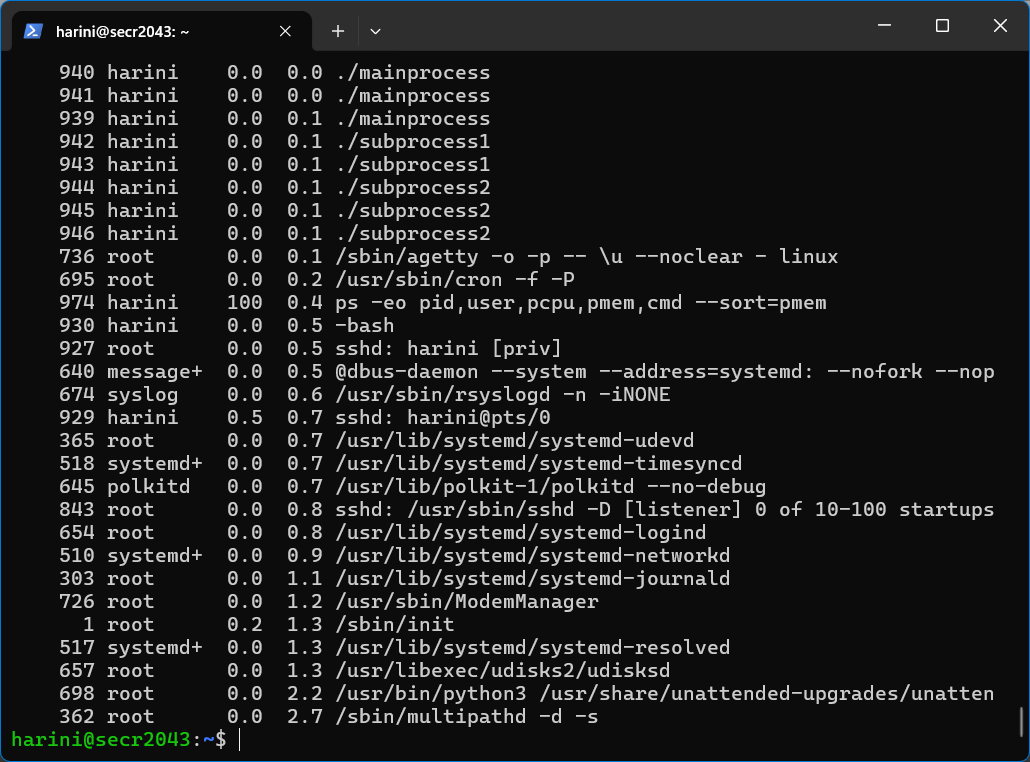 harini@secr2043: ~
940 harini    0.0  0.0 ./mainprocess
941 harini    0.0  0.0 ./mainprocess
939 harini    0.0  0.1 ./mainprocess
942 harini    0.0  0.1 ./subprocess1
943 harini    0.0  0.1 ./subprocess1
944 harini    0.0  0.1 ./subprocess2
945 harini    0.0  0.1 ./subprocess2
946 harini    0.0  0.1 ./subprocess2
736 root      0.0  0.1 /sbin/agetty -o -p -- \u --noclear - linux
695 root      0.0  0.2 /usr/sbin/cron -f -P
974 harini    100  0.4 ps -eo pid,user,pcpu,pmem,cmd --sort=pmem
930 harini    0.0  0.5 -bash
927 root      0.0  0.5 sshd: harini [priv]
640 message+  0.0  0.5 @dbus-daemon --system --address=systemd: --nofork --nop
674 syslog    0.0  0.6 /usr/sbin/rsyslogd -n -iNONE
929 harini    0.5  0.7 sshd: harini@pts/0
365 root      0.0  0.7 /usr/lib/systemd/systemd-udevd
518 systemd+  0.0  0.7 /usr/lib/systemd/systemd-timesyncd
645 polkitd   0.0  0.7 /usr/lib/polkit-1/polkitd --no-debug
843 root      0.0  0.8 sshd: /usr/sbin/sshd -D [listener] 0 of 10-100 startups
654 root      0.0  0.8 /usr/lib/systemd/systemd-logind
510 systemd+  0.0  0.9 /usr/lib/systemd/systemd-networkd
303 root      0.0  1.1 /usr/lib/systemd/systemd-journald
726 root      0.0  1.2 /usr/sbin/ModemManager
1 root      0.2  1.3 /sbin/init
517 systemd+  0.0  1.3 /usr/lib/systemd/systemd-resolved
657 root      0.0  1.3 /usr/libexec/udisks2/udisksd
698 root      0.0  2.2 /usr/bin/python3 /usr/share/unattended-upgrades/unatten
362 root      0.0  2.7 /sbin/multipathd -d -s
harini@secr2043:~$